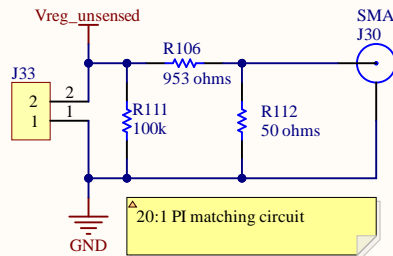 Vreg_unsensed
SMA
J30
R106
953 ohms
J33
2
2
1
1
R111
100k
R112
50 ohms
GND
20:1 PI matching circuit